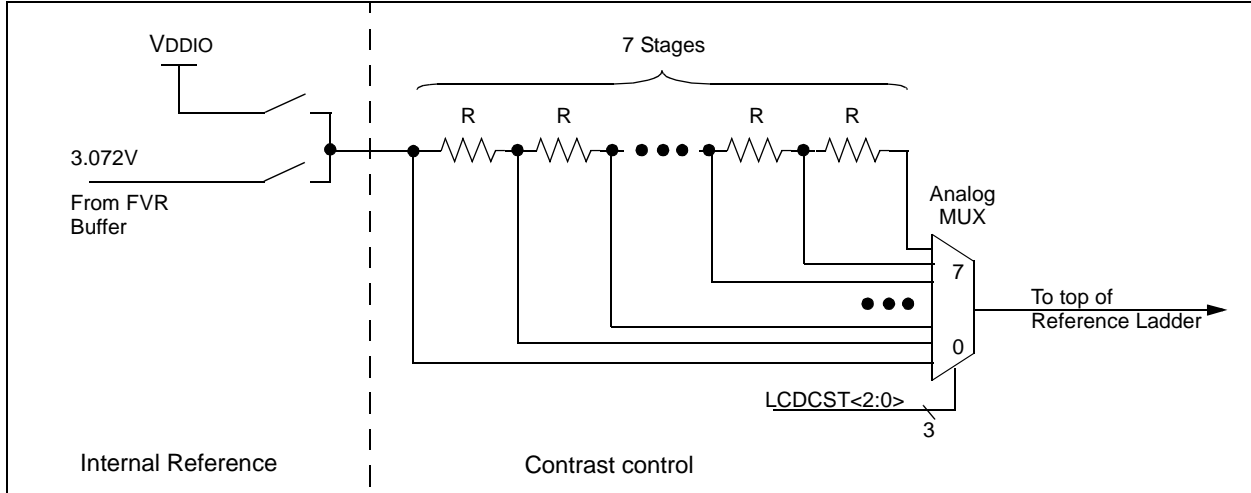 VDDIO
7 Stages
R
R
R
R
3.072V
From FVR
Buffer
Analog
MUX
7
0
To top of
Reference Ladder
LCDCST<2:0>
3
Internal Reference
Contrast control